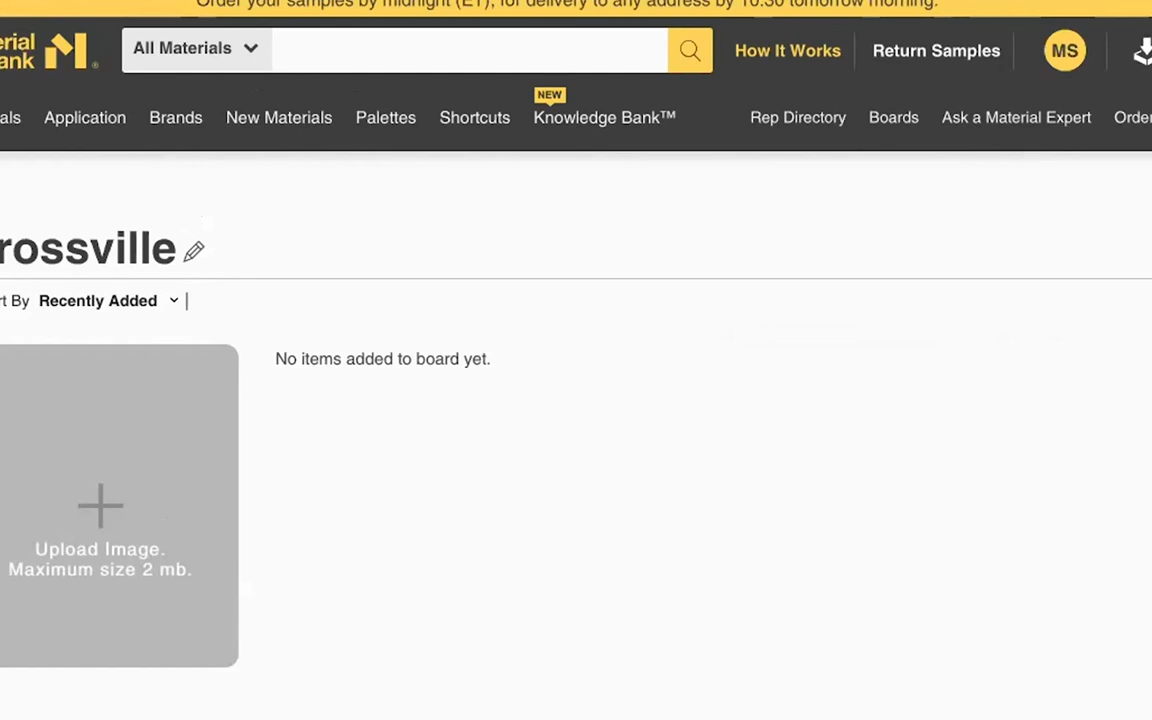 Order your samples by midnight (ET), for delivery to any address by 10:30 tomorrow morning.
erial
ank
All Materials
How It Works
Return Samples
MS
als
Application
Brands
New Materials
Palettes
Shortcuts
NEW
Knowledge Bank™
Rep Directory
Boards
Ask a Material Expert
Order
rossville
rt By Recently Added
No items added to board yet.
Upload Image.
Maximum size 2 mb.